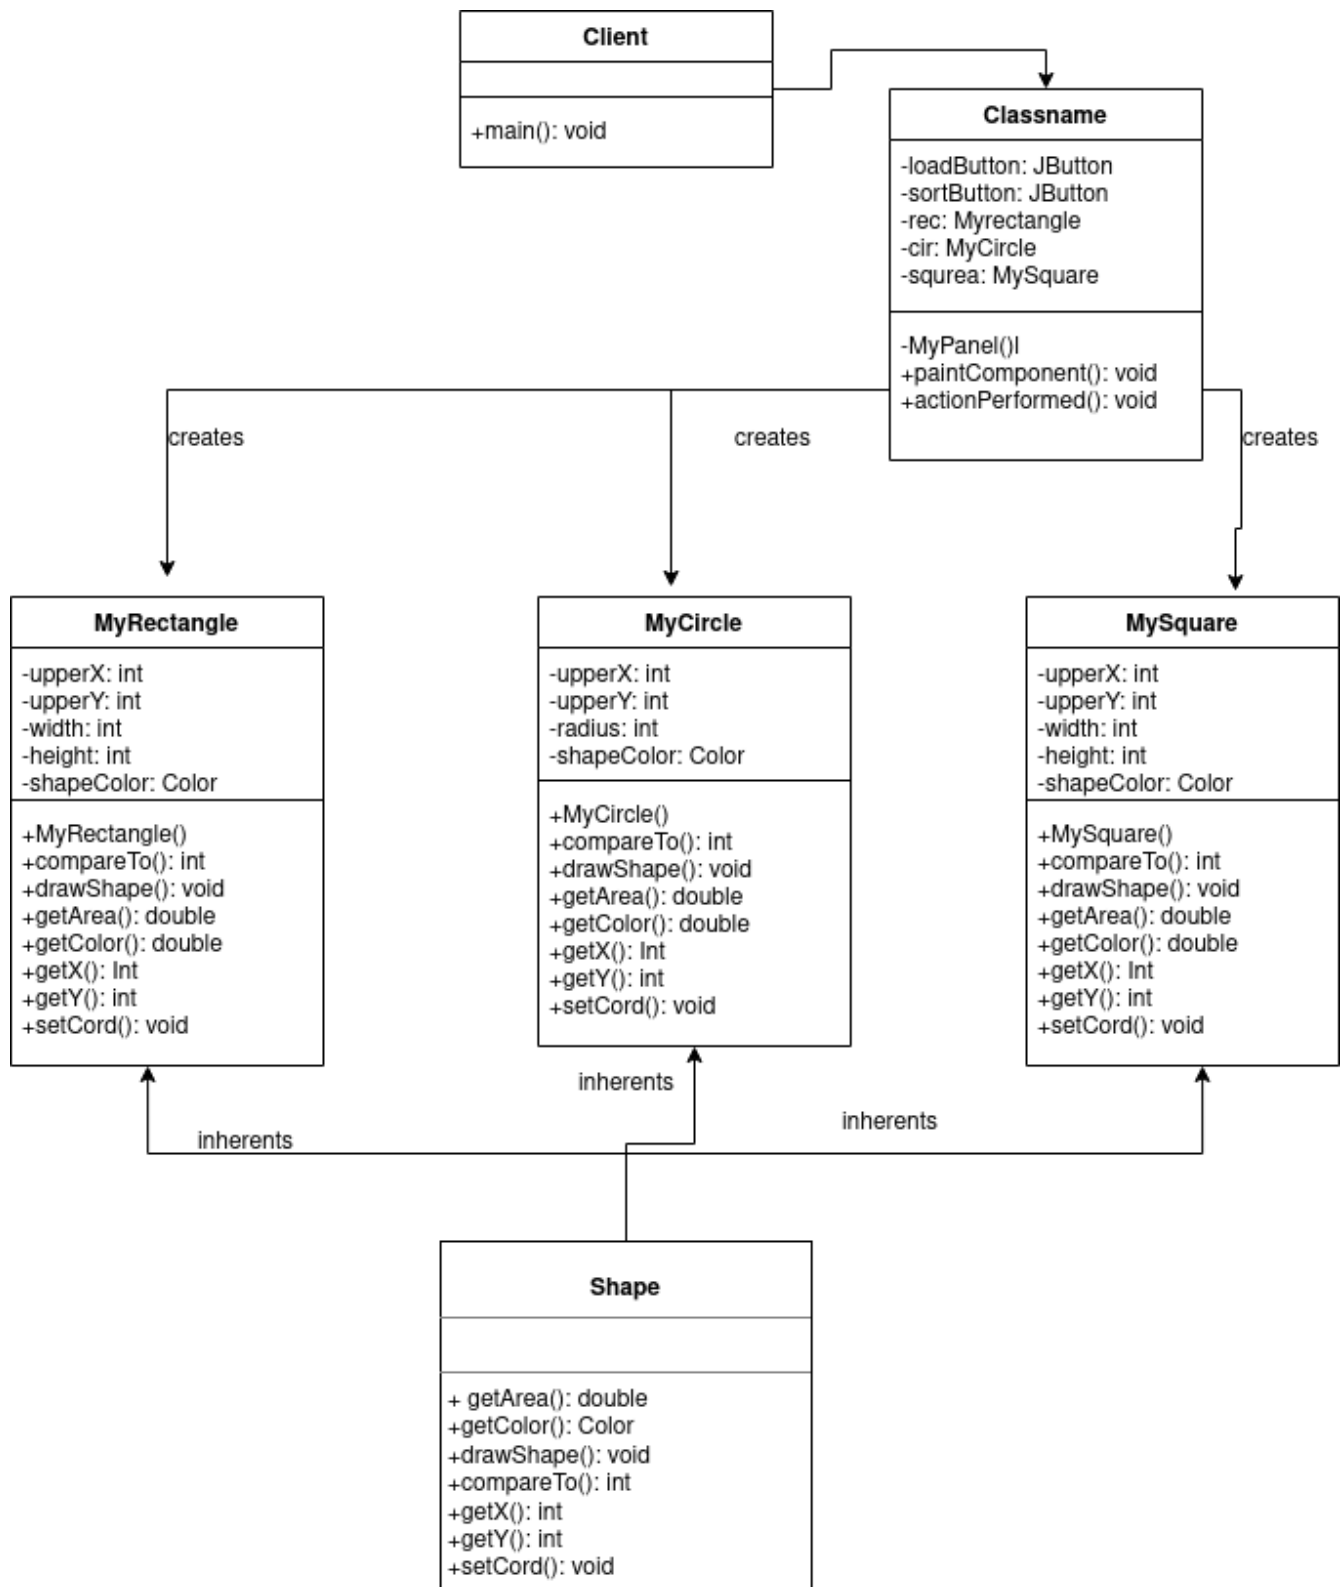 Client
+main(): void
Classname
-loadButton: JButton
-sortButton: JButton
-rec: Myrectangle
-cir: MyCircle
-squrea: MySquare
-MyPanel()l
+paintComponent(): void
+actionPerformed(): void
creates
creates
creates
MyRectangle
-upperX: int
-upperY: int
-width: int
-height: int
-shapeColor: Color
+MyRectangle()
+compareTo(): int
+drawShape(): void
+getArea(): double
+getColor(): double
+getX(): Int
+getY(): int
+setCord(): void
MyCircle
-upperX: int
-upperY: int
-radius: int
-shapeColor: Color
+MyCircle()
+compareTo(): int
+drawShape(): void
+getArea(): double
+getColor(): double
+getX(): Int
+getY(): int
+setCord(): void
MySquare
-upperX: int
-upperY: int
-width: int
-height: int
-shapeColor: Color
+MySquare()
+compareTo(): int
+drawShape(): void
+getArea(): double
+getColor(): double
+getX(): Int
+getY(): int
+setCord(): void
inherents
inherents
inherents
Shape
+ getArea(): double
+getColor(): Color
+drawShape(): void
+compareTo(): int
+getX(): int
+getY(): int
+setCord(): void